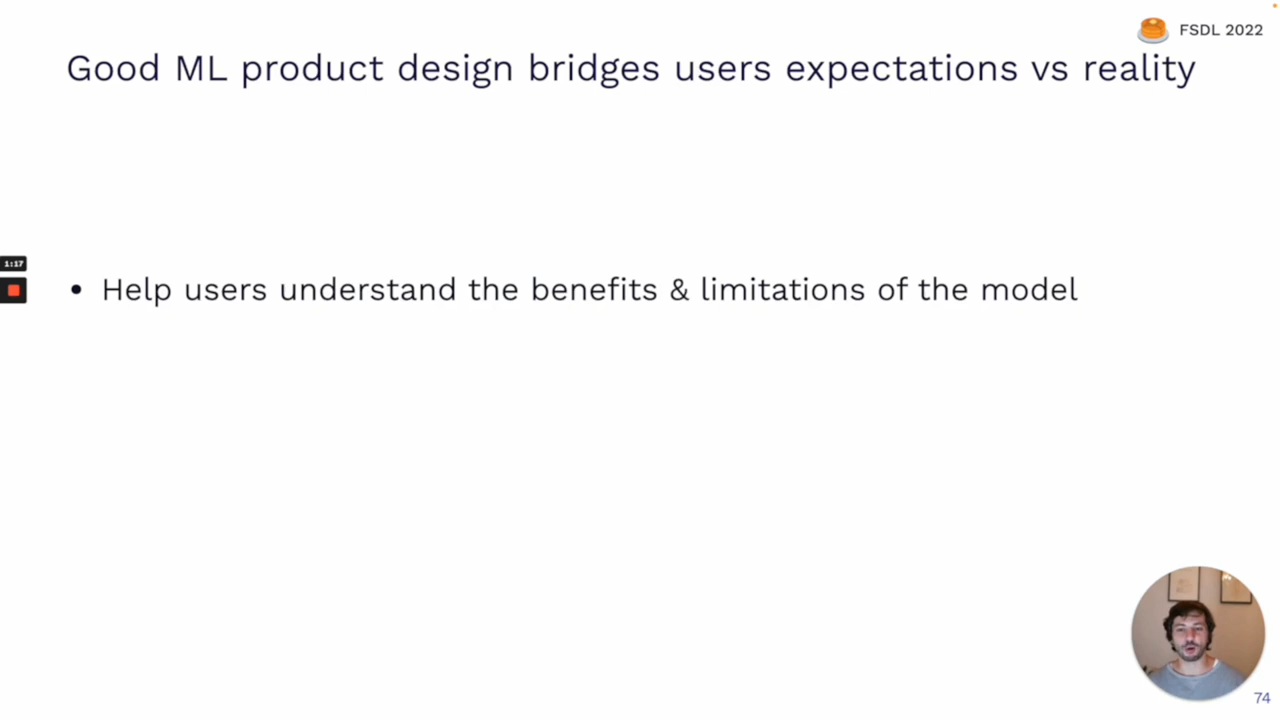 FSDL 2022
Good ML product design bridges users expectations vs reality
1:17
• Help users understand the benefits & limitations of the model
74